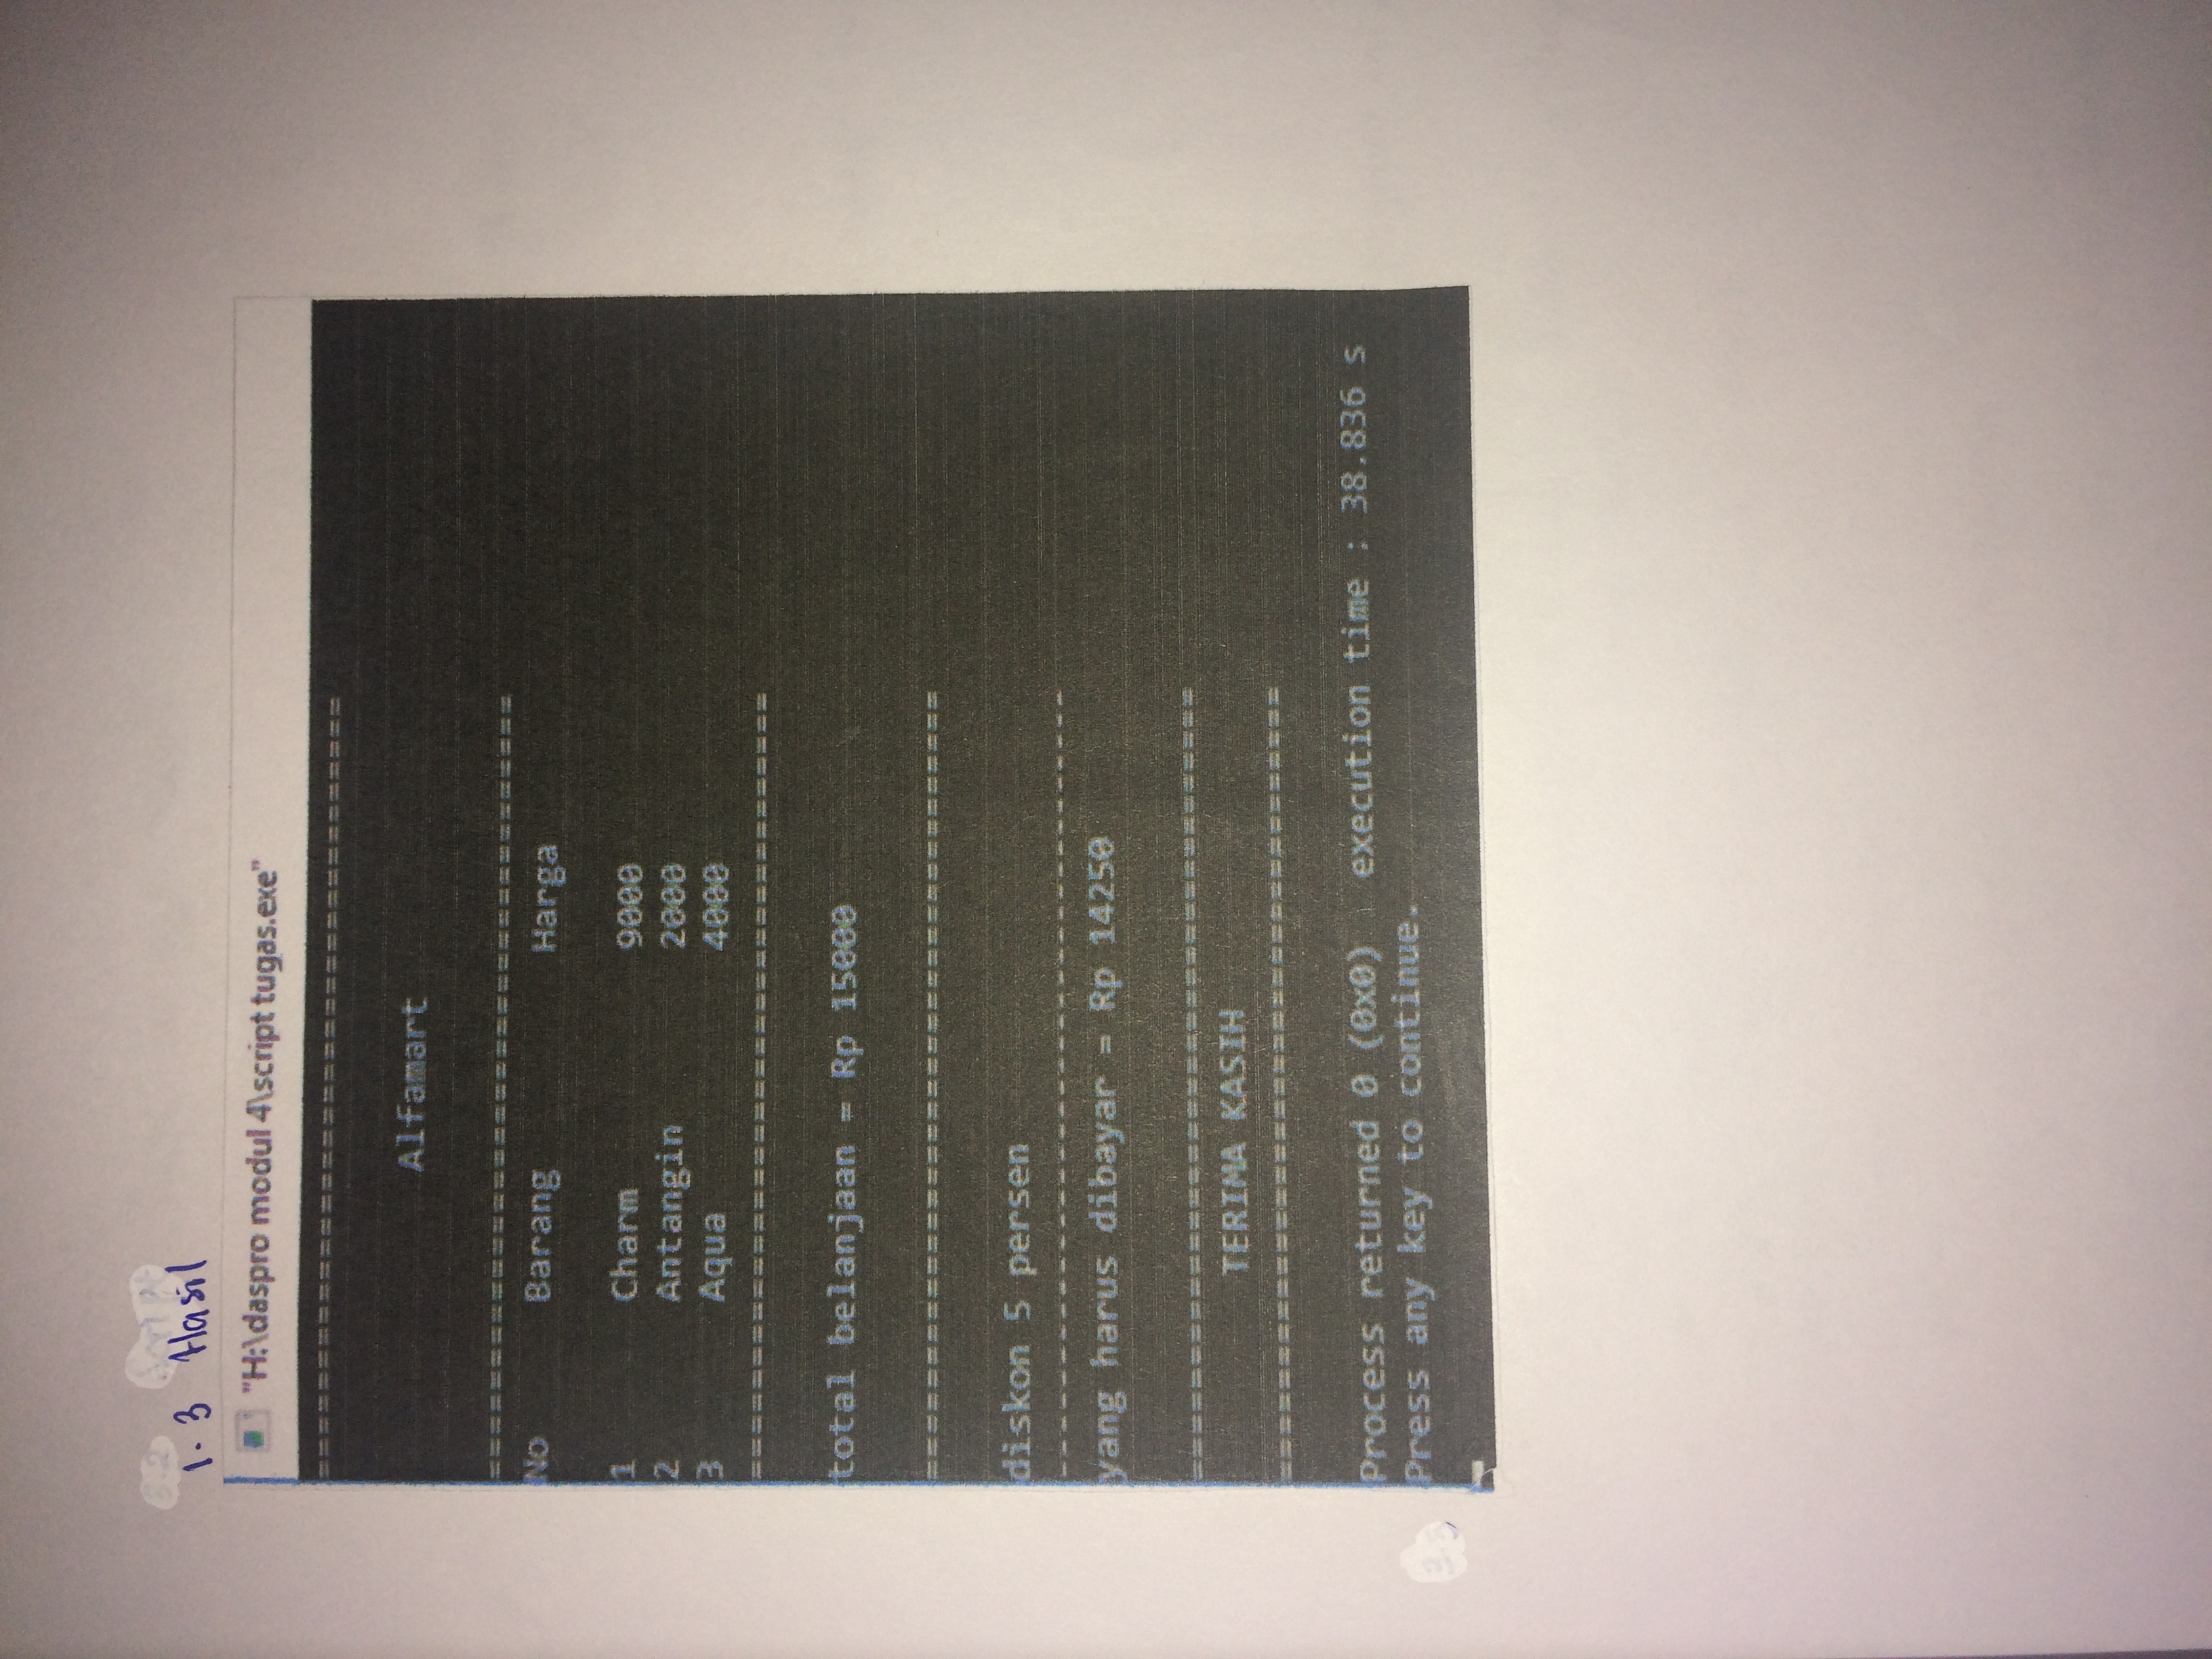 1.3 Hasil
"H:\daspro modul 4\script tugas.exe"
==========================================
Alfamart
==========================================
No Barang Harga
1 Charm 9000
2 Antangin 2000
3 Aqua 4000
==========================================
total belanjaan = Rp 15000
==========================================
diskon 5 persen
------------------------------------------
yang harus dibayar = Rp 14250
==========================================
TERIMA KASIH
==========================================
Process returned 0 (0x0) execution time : 38.836 s
Press any key to continue.